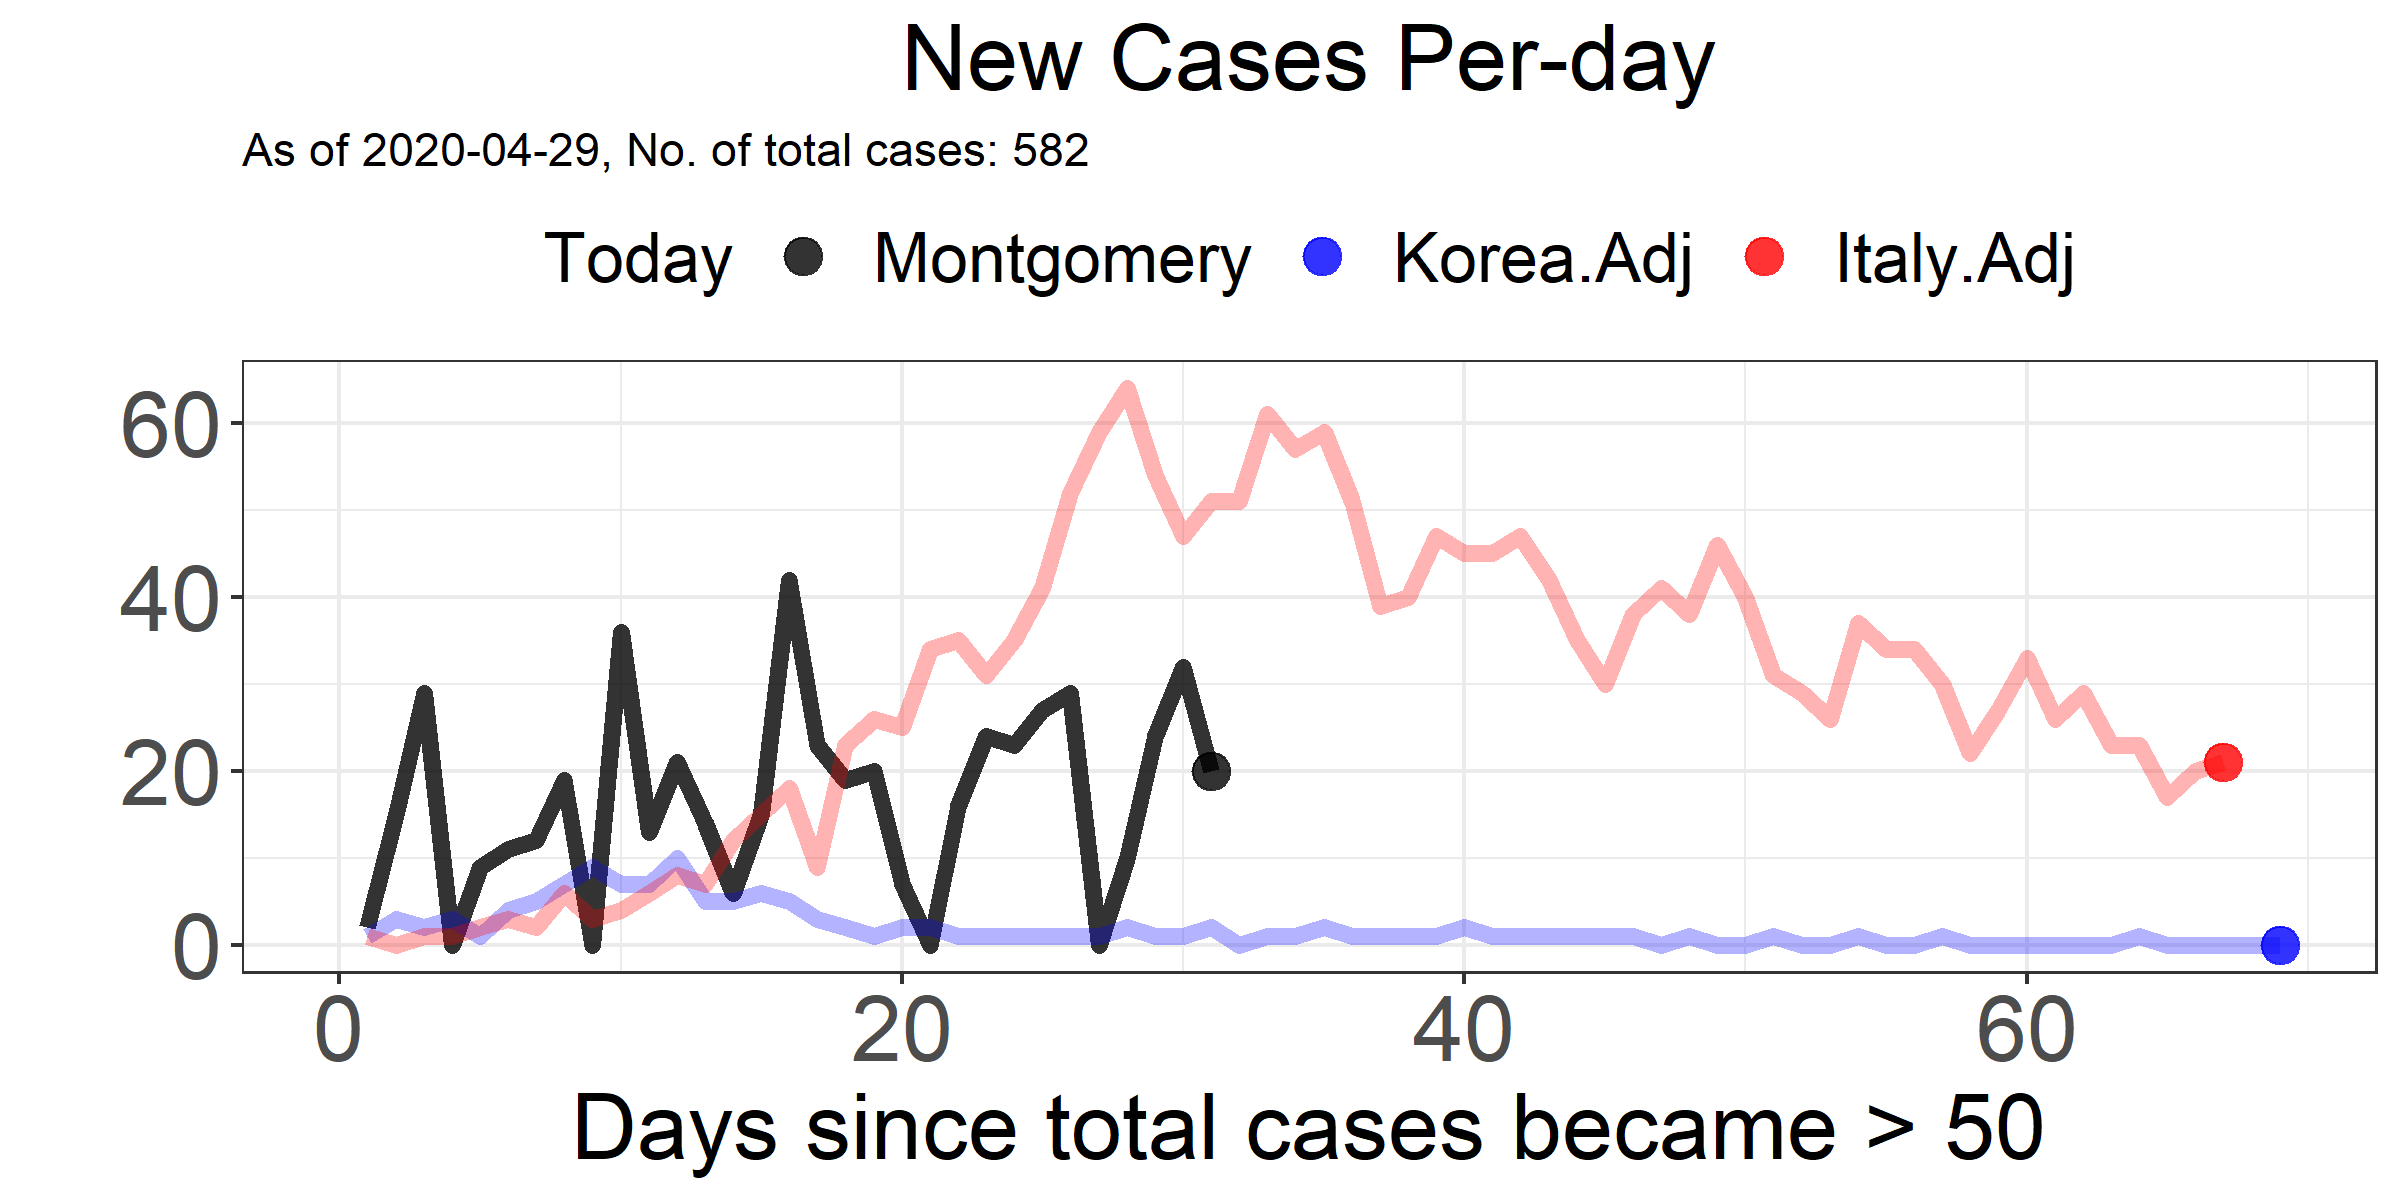 New Cases Per-day
As of 2020-04-29, No. of total cases: 582
Today Montgomery Korea.Adj Italy.Adj
60
40
20
0
0 20 40 60
Days since total cases became > 50